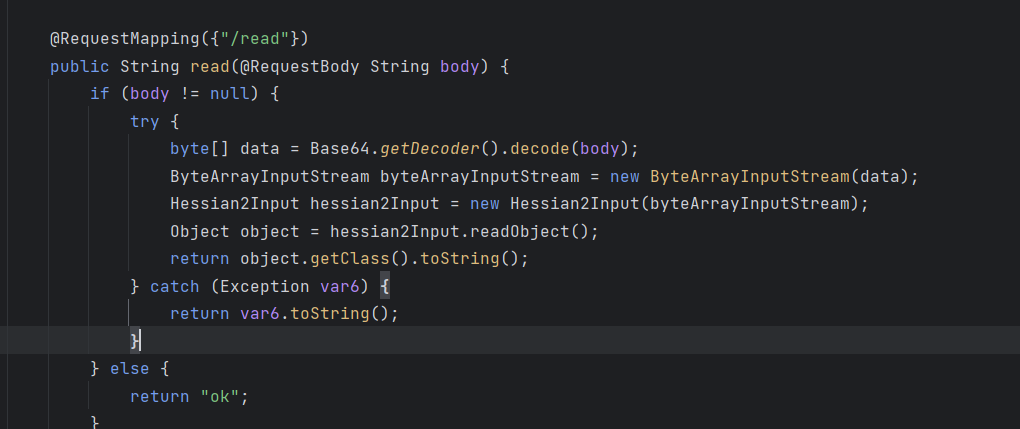 @RequestMapping({"/read"})
public String read(@RequestBody String body) {
if (body != null) {
try {
byte[] data = Base64.getDecoder().decode(body);
ByteArrayInputStream byteArrayInputStream = new ByteArrayInputStream(data);
Hessian2Input hessian2Input = new Hessian2Input(byteArrayInputStream);
Object object = hessian2Input.readObject();
return object.getClass().toString();
} catch (Exception var6) {
return var6.toString();
}
} else {
return "ok";
}